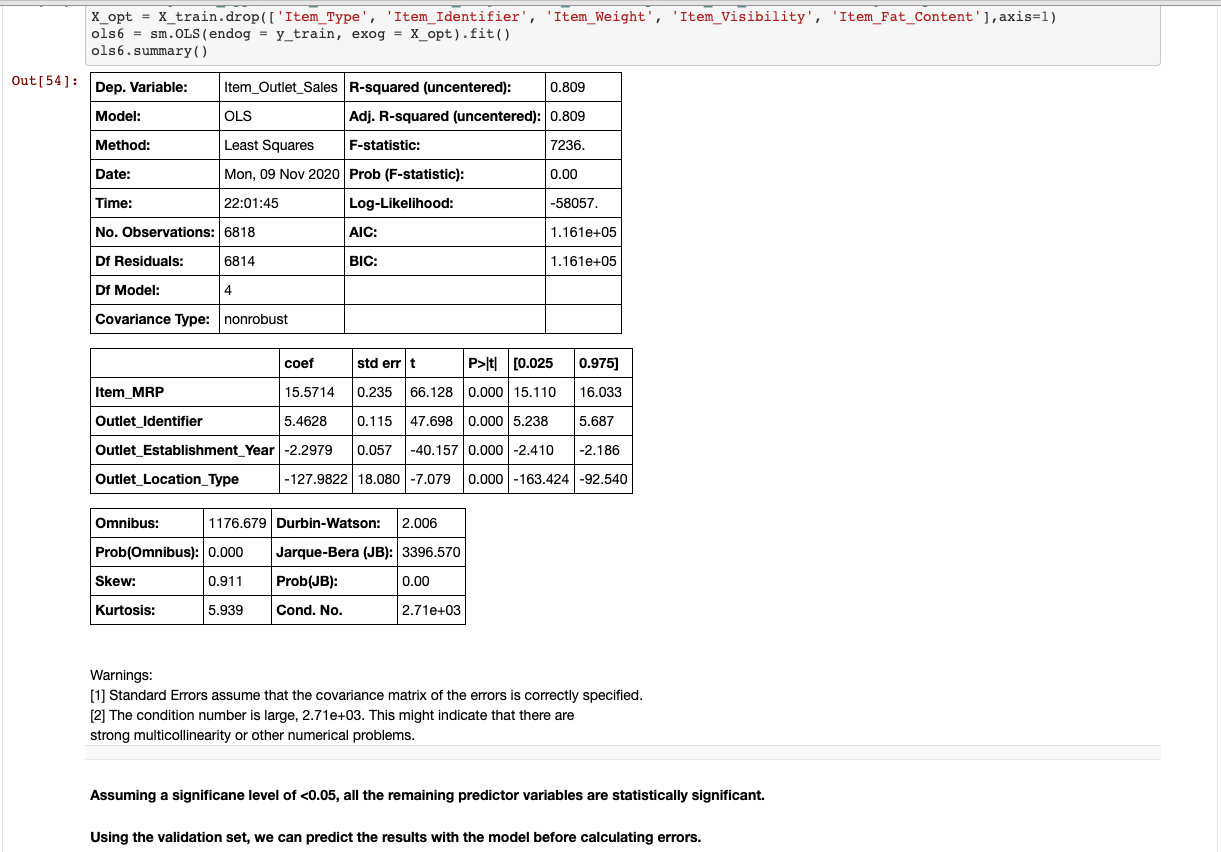 X_opt = X_train.drop(['Item_Type', 'Item_Identifier', 'Item_Weight', 'Item_Visibility', 'Item_Fat_Content'],axis=1)
ols6 = sm.OLS(endog = y_train, exog = X_opt).fit()
ols6.summary()
Out[54]:
Dep. Variable: Item_Outlet_Sales R-squared (uncentered): 0.809
Model: OLS Adj. R-squared (uncentered): 0.809
Method: Least Squares F-statistic: 7236.
Date: Mon, 09 Nov 2020 Prob (F-statistic): 0.00
Time: 22:01:45 Log-Likelihood: -58057.
No. Observations: 6818 AIC: 1.161e+05
Df Residuals: 6814 BIC: 1.161e+05
Df Model: 4
Covariance Type: nonrobust
coef std err t P>|t| [0.025 0.975]
Item_MRP 15.5714 0.235 66.128 0.000 15.110 16.033
Outlet_Identifier 5.4628 0.115 47.698 0.000 5.238 5.687
Outlet_Establishment_Year -2.2979 0.057 -40.157 0.000 -2.410 -2.186
Outlet_Location_Type -127.9822 18.080 -7.079 0.000 -163.424 -92.540
Omnibus: 1176.679 Durbin-Watson: 2.006
Prob(Omnibus): 0.000 Jarque-Bera (JB): 3396.570
Skew: 0.911 Prob(JB): 0.00
Kurtosis: 5.939 Cond. No. 2.71e+03
Warnings:
[1] Standard Errors assume that the covariance matrix of the errors is correctly specified.
[2] The condition number is large, 2.71e+03. This might indicate that there are
strong multicollinearity or other numerical problems.
Assuming a significane level of <0.05, all the remaining predictor variables are statistically significant.
Using the validation set, we can predict the results with the model before calculating errors.